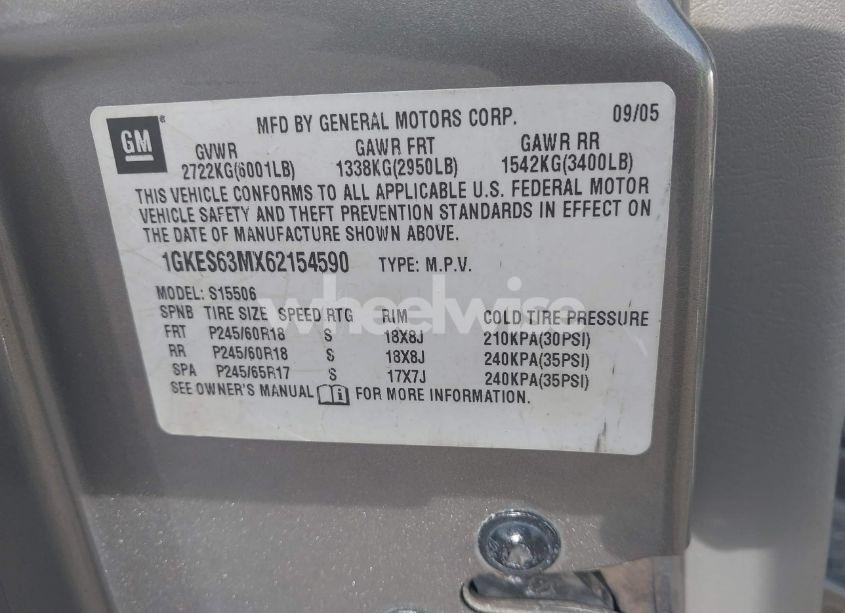 GM
MFD BY GENERAL MOTORS CORP. 09/05
GVWR GAWR FRT GAWR RR
2722KG(6001LB) 1338KG(2950LB) 1542KG(3400LB)
THIS VEHICLE CONFORMS TO ALL APPLICABLE U.S. FEDERAL MOTOR
VEHICLE SAFETY AND THEFT PREVENTION STANDARDS IN EFFECT ON
THE DATE OF MANUFACTURE SHOWN ABOVE.
1GKES63MX62154590 TYPE: M.P.V.
MODEL: S15506
wheelwise
SPNB TIRE SIZE SPEED RTG RIM COLD TIRE PRESSURE
FRT P245/60R18 S 18X8J 210KPA(30PSI)
RR P245/60R18 S 18X8J 240KPA(35PSI)
SPA P245/65R17 S 17X7J 240KPA(35PSI)
SEE OWNER'S MANUAL FOR MORE INFORMATION.